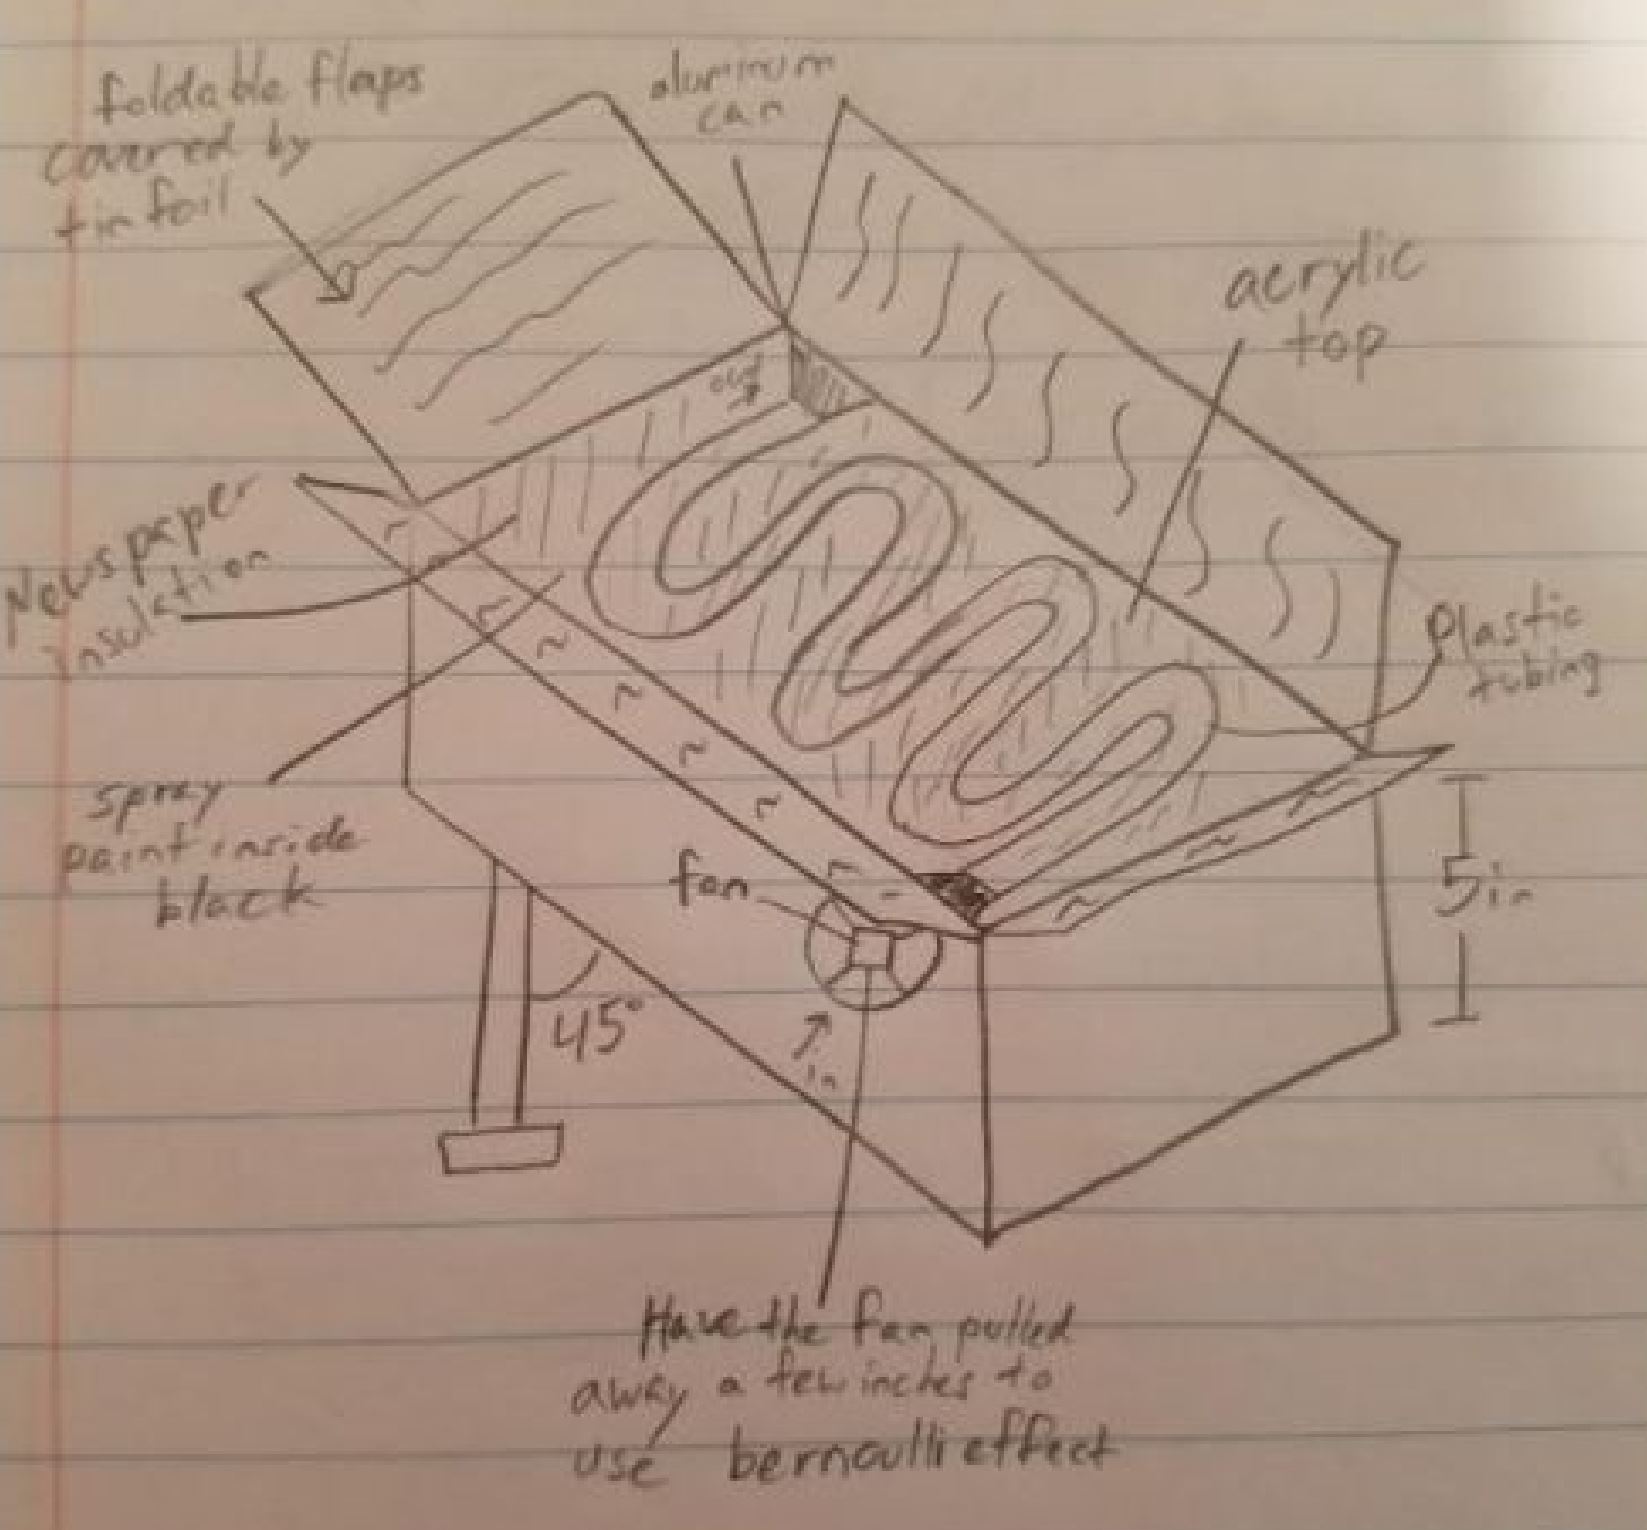 foldable flaps
covered by
tin foil
aluminum
can
acrylic
top
out
Newspaper
insulation
plastic
tubing
spray
paint inside
black
fan
5in
45°
in
Have the fan pulled
away a few inches to
use bernoulli effect